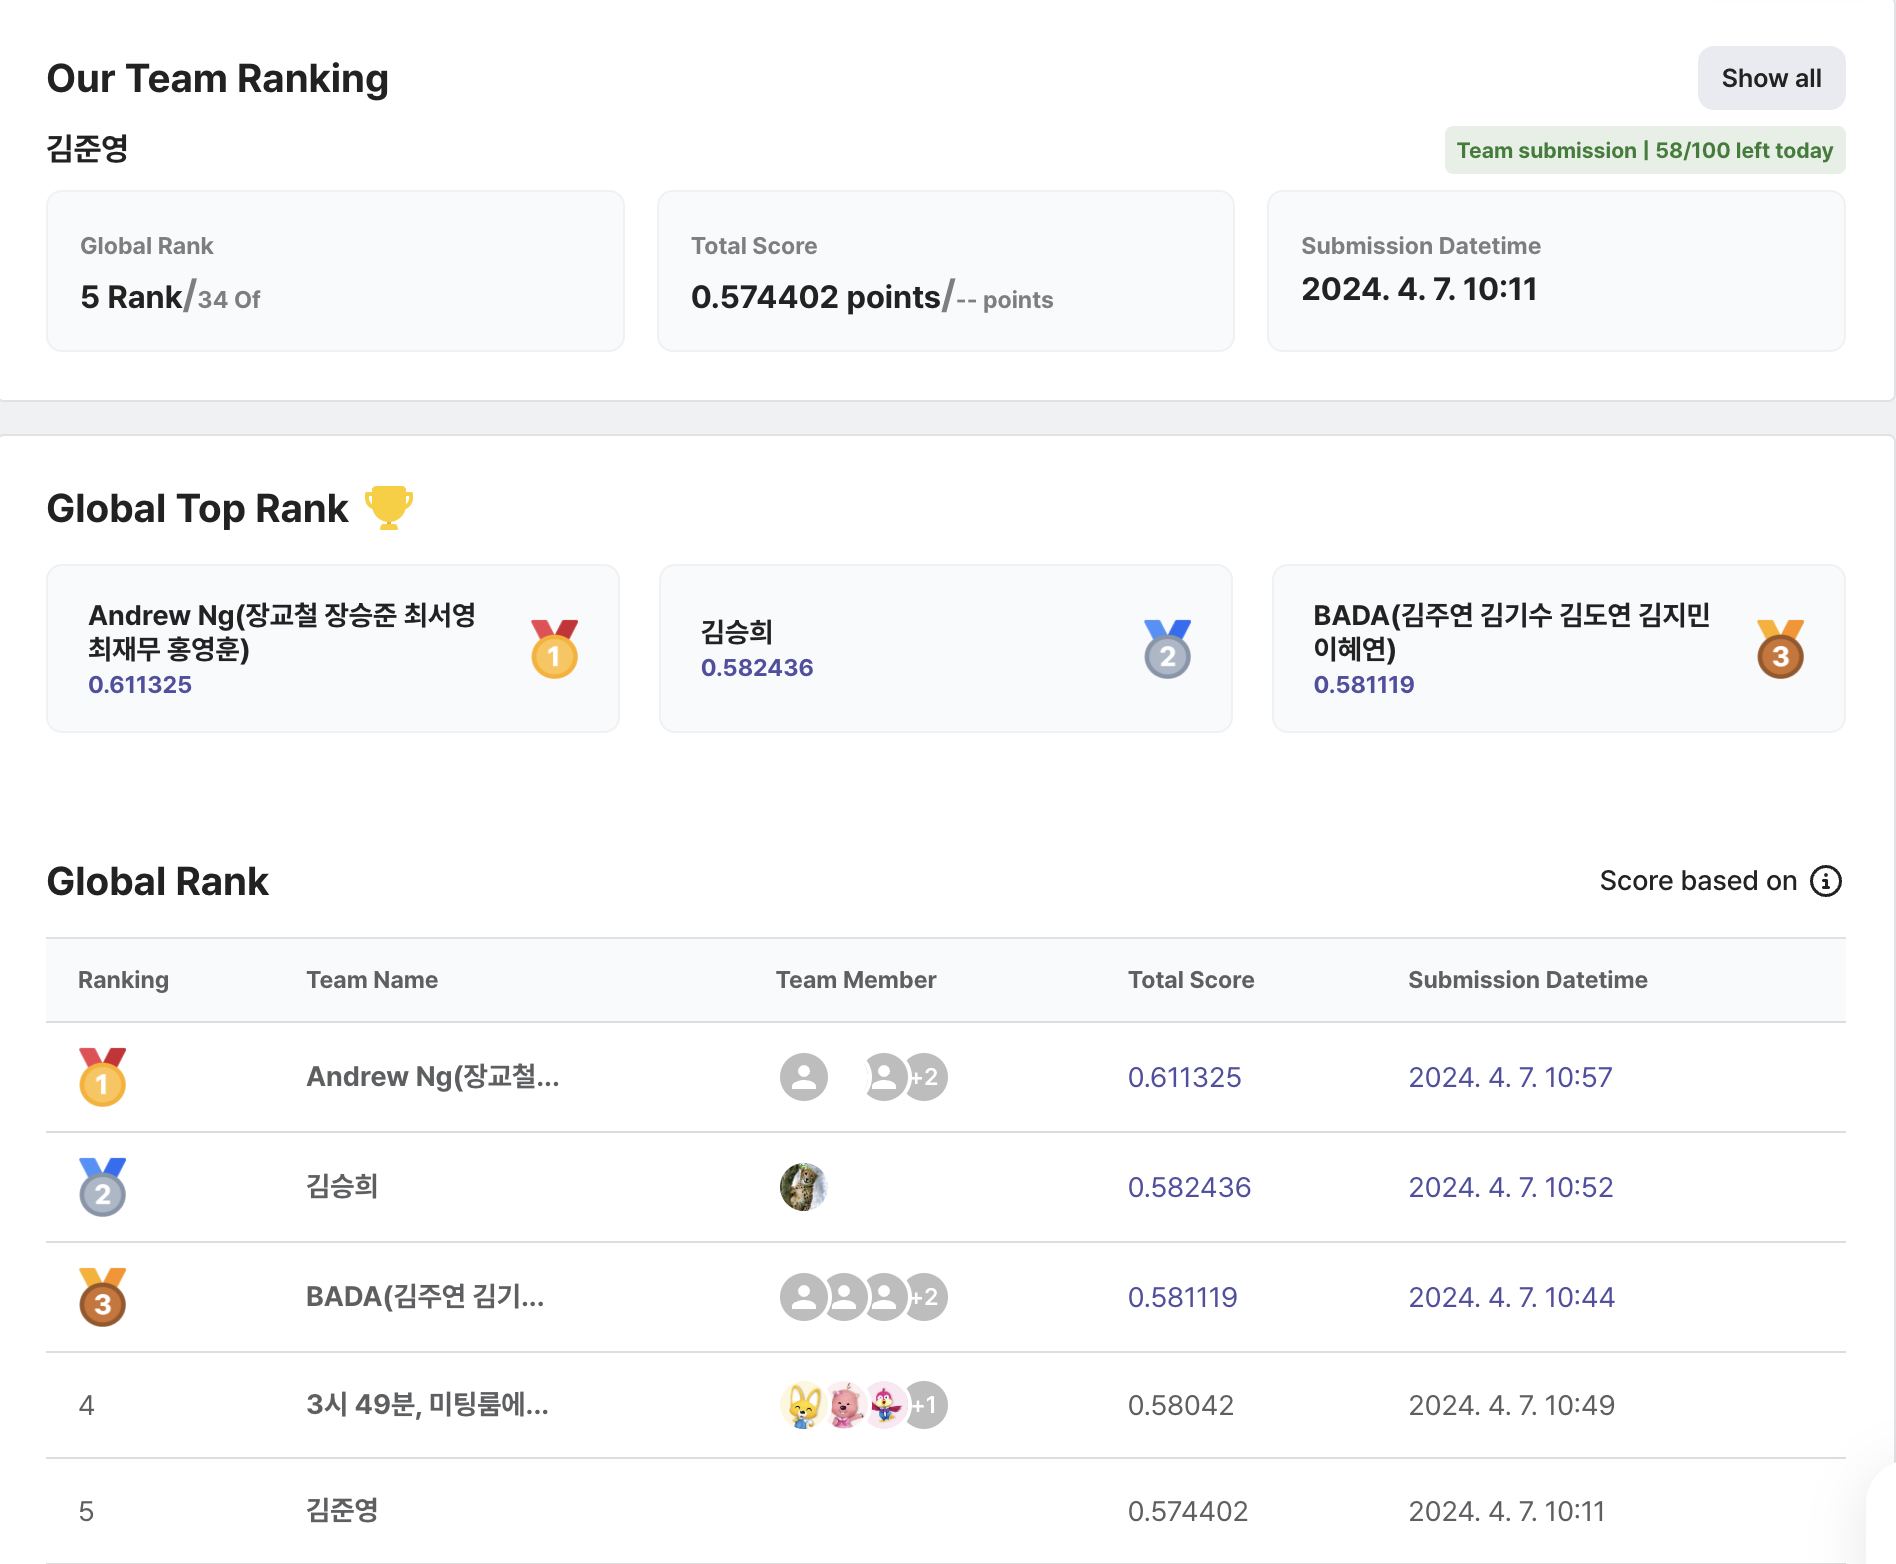 Our Team Ranking
Show all
김준영
Team submission | 58/100 left today
Global Rank
5 Rank/34 Of
Total Score
0.574402 points/-- points
Submission Datetime
2024. 4. 7. 10:11
Global Top Rank
Andrew Ng(장교철 장승준 최서영
최재무 홍영훈)
0.611325
1
김승희
0.582436
2
BADA(김주연 김기수 김도연 김지민
이혜연)
0.581119
3
Global Rank
Score based on
Ranking Team Name Team Member Total Score Submission Datetime
1 Andrew Ng(장교철... +2 0.611325 2024. 4. 7. 10:57
2 김승희 0.582436 2024. 4. 7. 10:52
3 BADA(김주연 김기... +2 0.581119 2024. 4. 7. 10:44
4 3시 49분, 미팅룸에... +1 0.58042 2024. 4. 7. 10:49
5 김준영 0.574402 2024. 4. 7. 10:11